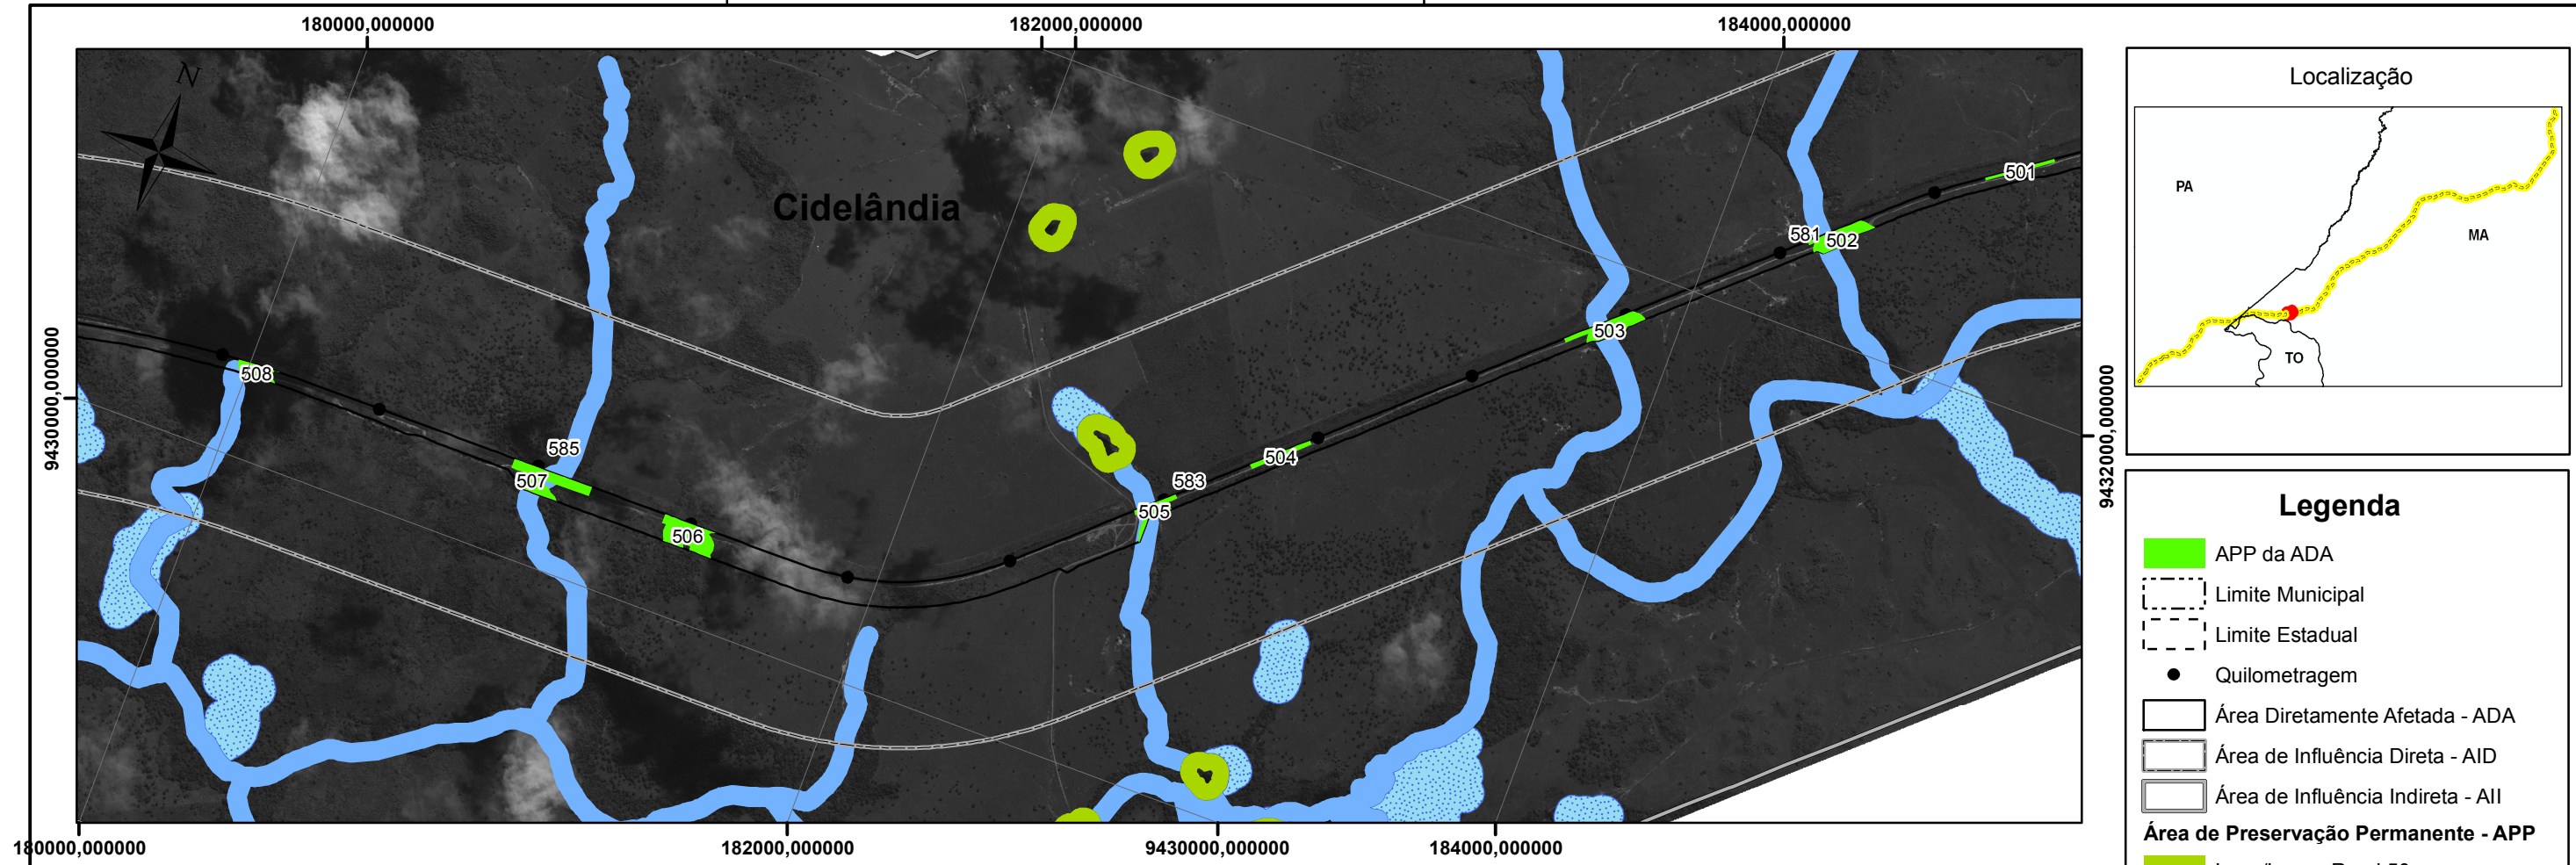 180000,000000
182000,000000
184000,000000
N
Cidelândia
501
581
502
503
508
585
507
504
583
505
506
9430000,000000
9432000,000000
180000,000000
182000,000000
9430000,000000
184000,000000
Localização
PA
MA
TO
Legenda
APP da ADA
Limite Municipal
Limite Estadual
Quilometragem
Área Diretamente Afetada - ADA
Área de Influência Direta - AID
Área de Influência Indireta - AII
Área de Preservação Permanente - APP